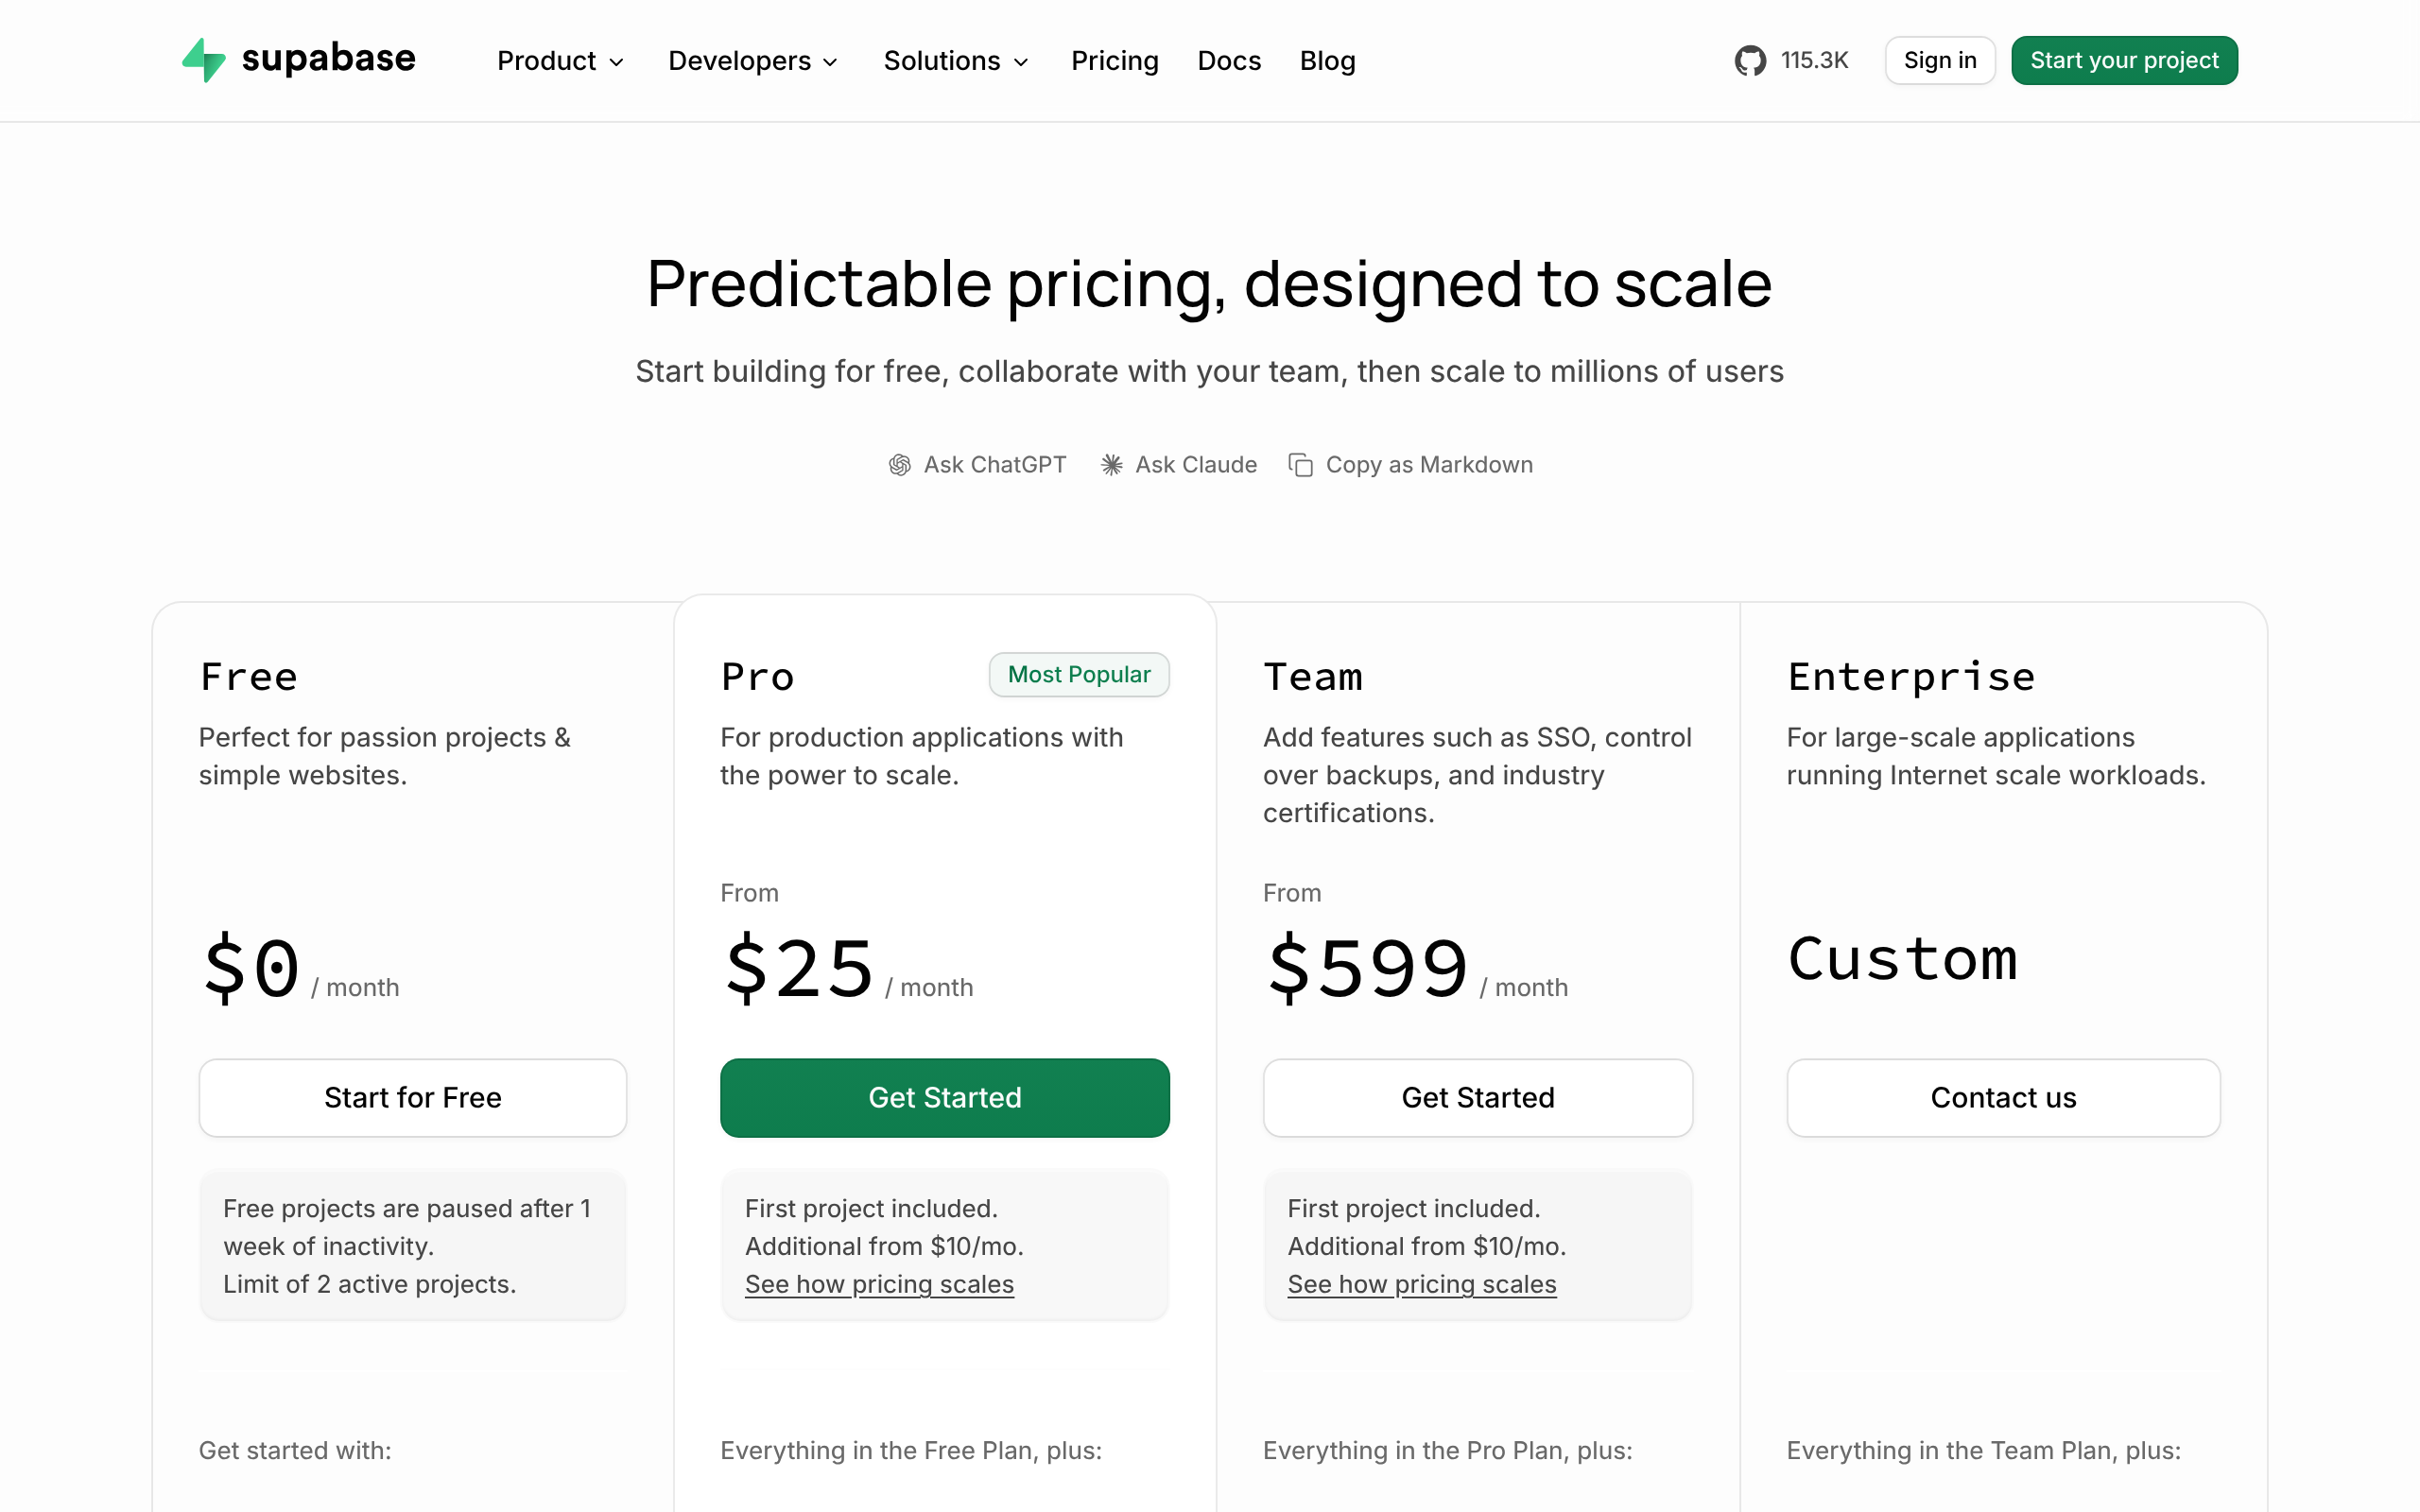 supabase Product Developers Solutions Pricing Docs Blog 115.3K Sign in Start your project
Predictable pricing, designed to scale
Start building for free, collaborate with your team, then scale to millions of users
Ask ChatGPT Ask Claude Copy as Markdown
Free
Perfect for passion projects &
simple websites.
$0 / month
Start for Free
Free projects are paused after 1
week of inactivity.
Limit of 2 active projects.
Get started with:
Pro Most Popular
For production applications with
the power to scale.
From
$25 / month
Get Started
First project included.
Additional from $10/mo.
See how pricing scales
Everything in the Free Plan, plus:
Team
Add features such as SSO, control
over backups, and industry
certifications.
From
$599 / month
Get Started
First project included.
Additional from $10/mo.
See how pricing scales
Everything in the Pro Plan, plus:
Enterprise
For large-scale applications
running Internet scale workloads.
Custom
Contact us
Everything in the Team Plan, plus: